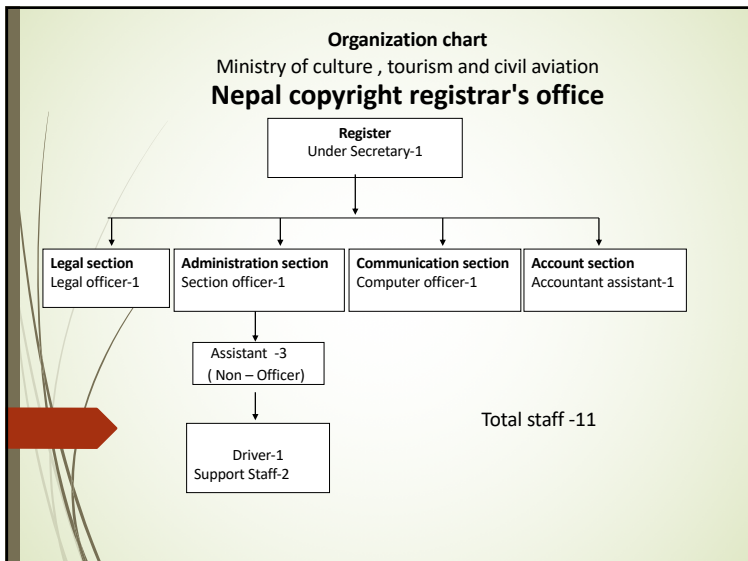 Organization chart
Ministry of culture , tourism and civil aviation
Nepal copyright registrar's office
Register
Under Secretary-1
Legal section
Legal officer-1
Administration section
Section officer-1
Communication section
Computer officer-1
Account section
Accountant assistant-1
Assistant -3
( Non – Officer)
Total staff -11
Driver-1
Support Staff-2